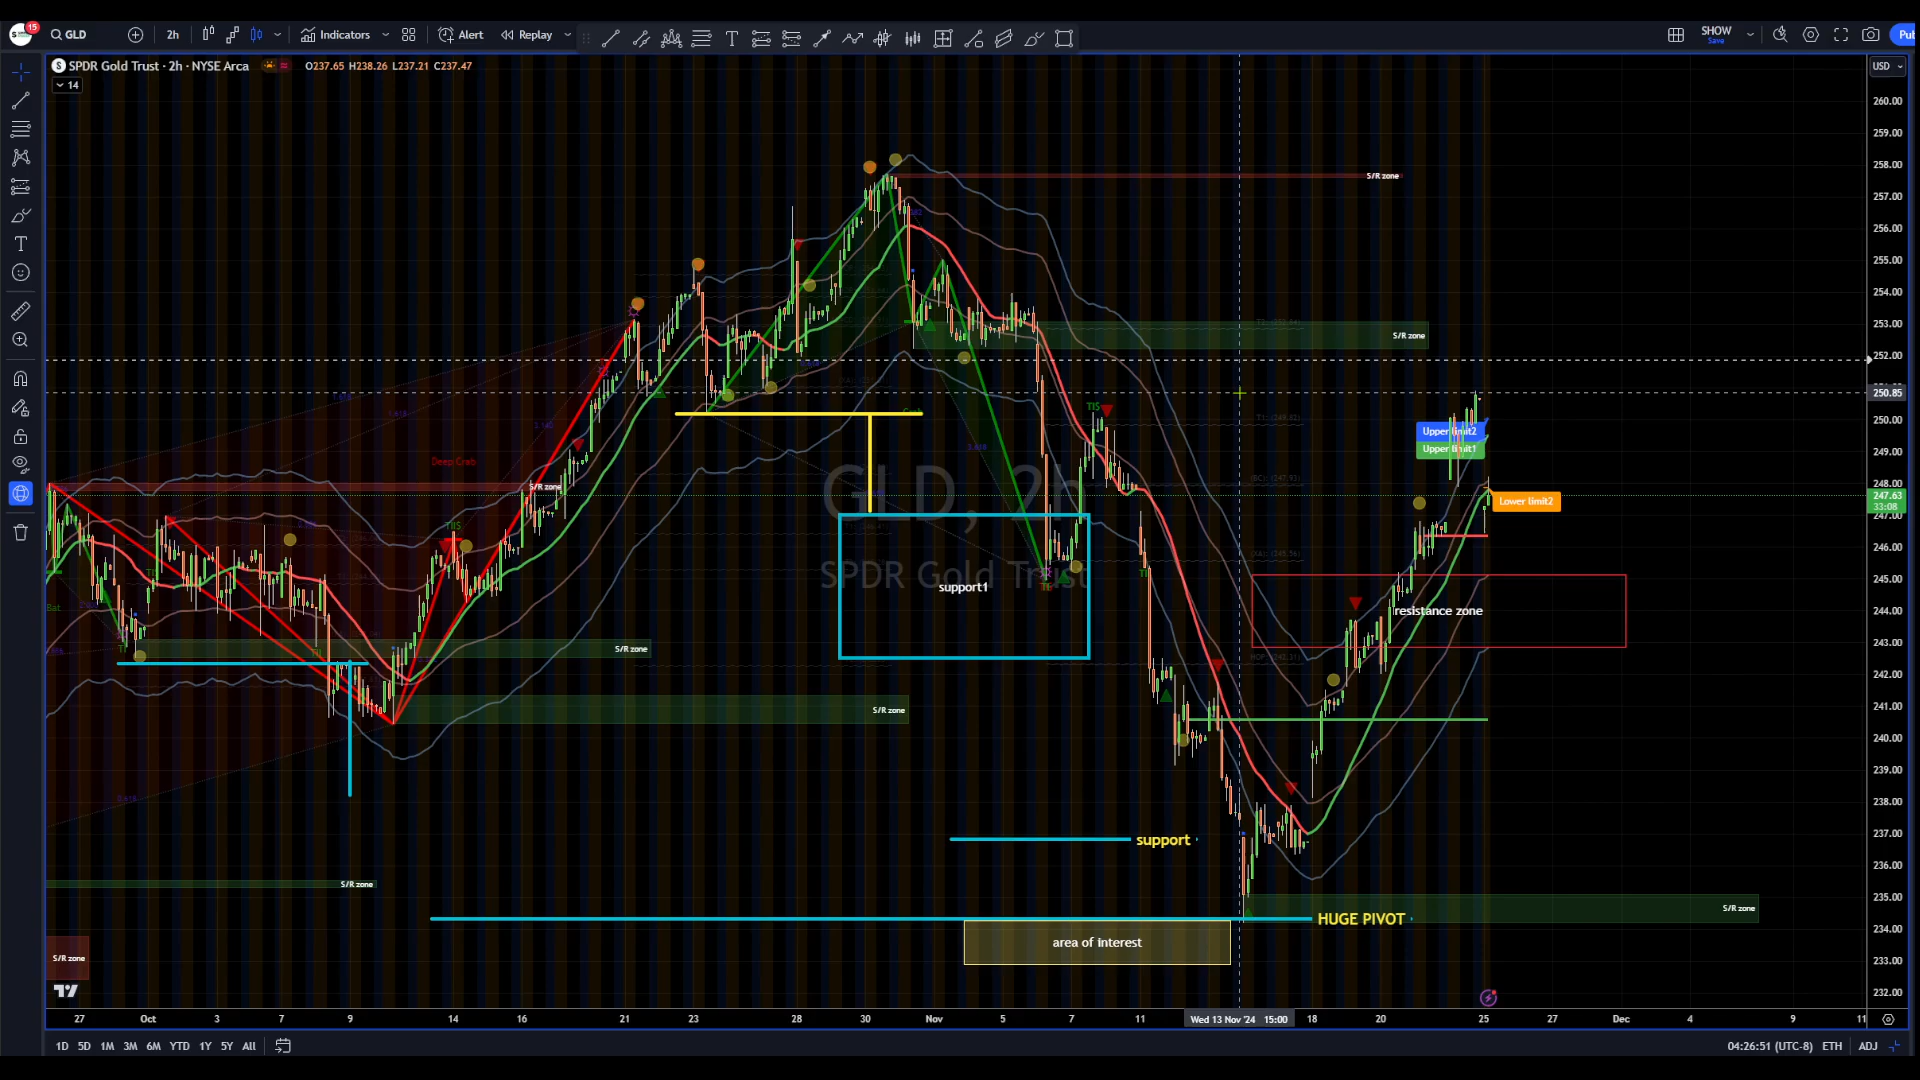 15
GLD
2h
Indicators
Alert
Replay
SHOW
Save
Pul
SPDR Gold Trust · 2h · NYSE Arca
O237.65 H238.26 L237.21 C237.47
14
USD
260.00
259.00
258.00
257.00
256.00
255.00
254.00
253.00
252.00
250.85
250.00
249.00
248.00
247.63
33:08
247.00
246.00
245.00
244.00
243.00
242.00
241.00
240.00
239.00
238.00
237.00
236.00
235.00
234.00
233.00
232.00
S/R zone
S/R zone
Upper limit2
Upper limit1
Lower limit2
Deep Crab
S/R zone
TIS
TIIS
GLD, 2h
SPDR Gold Trust
support1
resistance zone
S/R zone
S/R zone
support
S/R zone
S/R zone
HUGE PIVOT
area of interest
S/R zone
27
Oct
3
7
9
14
16
21
23
28
30
Nov
5
7
11
Wed 13 Nov '24 15:00
18
20
25
27
Dec
4
9
11
1D 5D 1M 3M 6M YTD 1Y 5Y All
04:26:51 (UTC-8) ETH ADJ